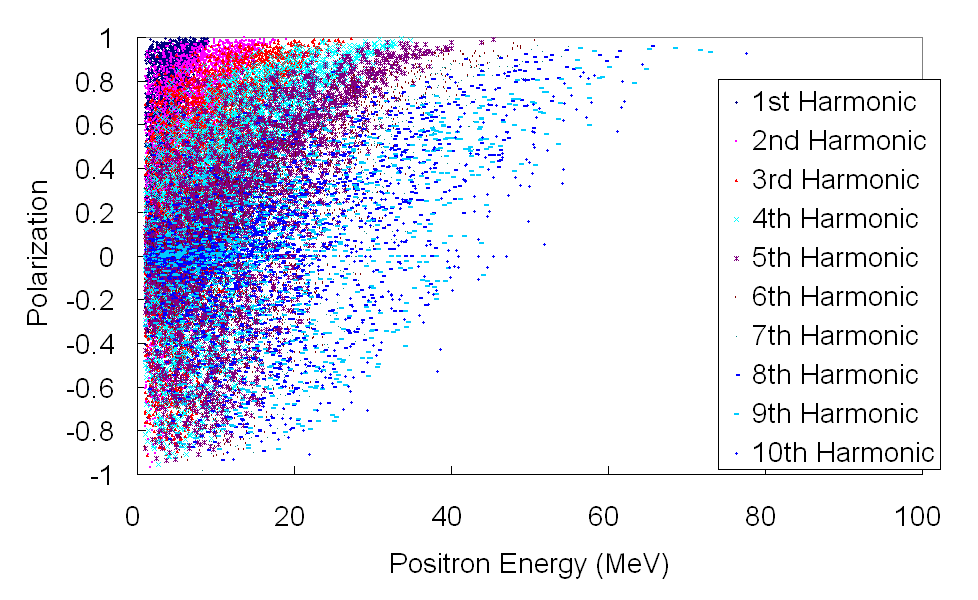 1
0.8
0.6
0.4
0.2
0
-0.2
-0.4
-0.6
-0.8
-1
Polarization
0 20 40 60 80 100
Positron Energy (MeV)
1st Harmonic
2nd Harmonic
3rd Harmonic
4th Harmonic
5th Harmonic
6th Harmonic
7th Harmonic
8th Harmonic
9th Harmonic
10th Harmonic